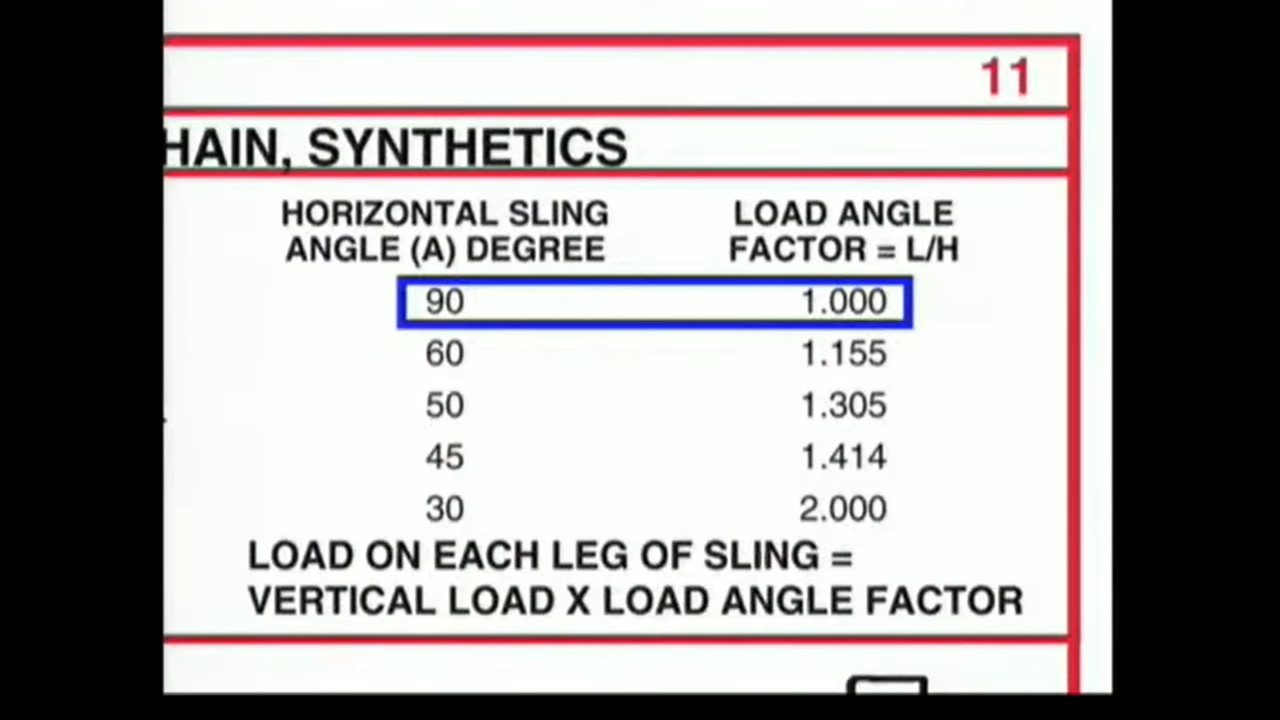 11
HAIN, SYNTHETICS
HORIZONTAL SLING ANGLE (A) DEGREE
LOAD ANGLE FACTOR = L/H
90 1.000
60 1.155
50 1.305
45 1.414
30 2.000
LOAD ON EACH LEG OF SLING =
VERTICAL LOAD X LOAD ANGLE FACTOR